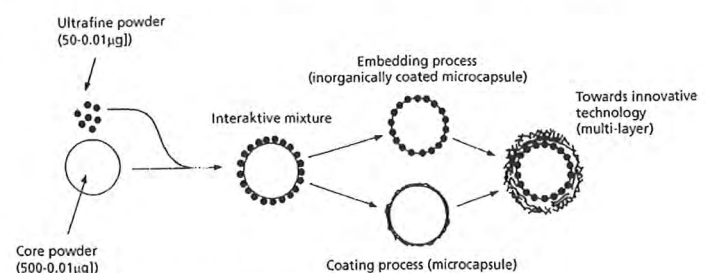 Ultrafine powder
(50-0.01µg])
Embedding process
(inorganically coated microcapsule)
Towards innovative
technology
(multi-layer)
Interaktive mixture
Core powder
(500-0.01µg])
Coating process (microcapsule)